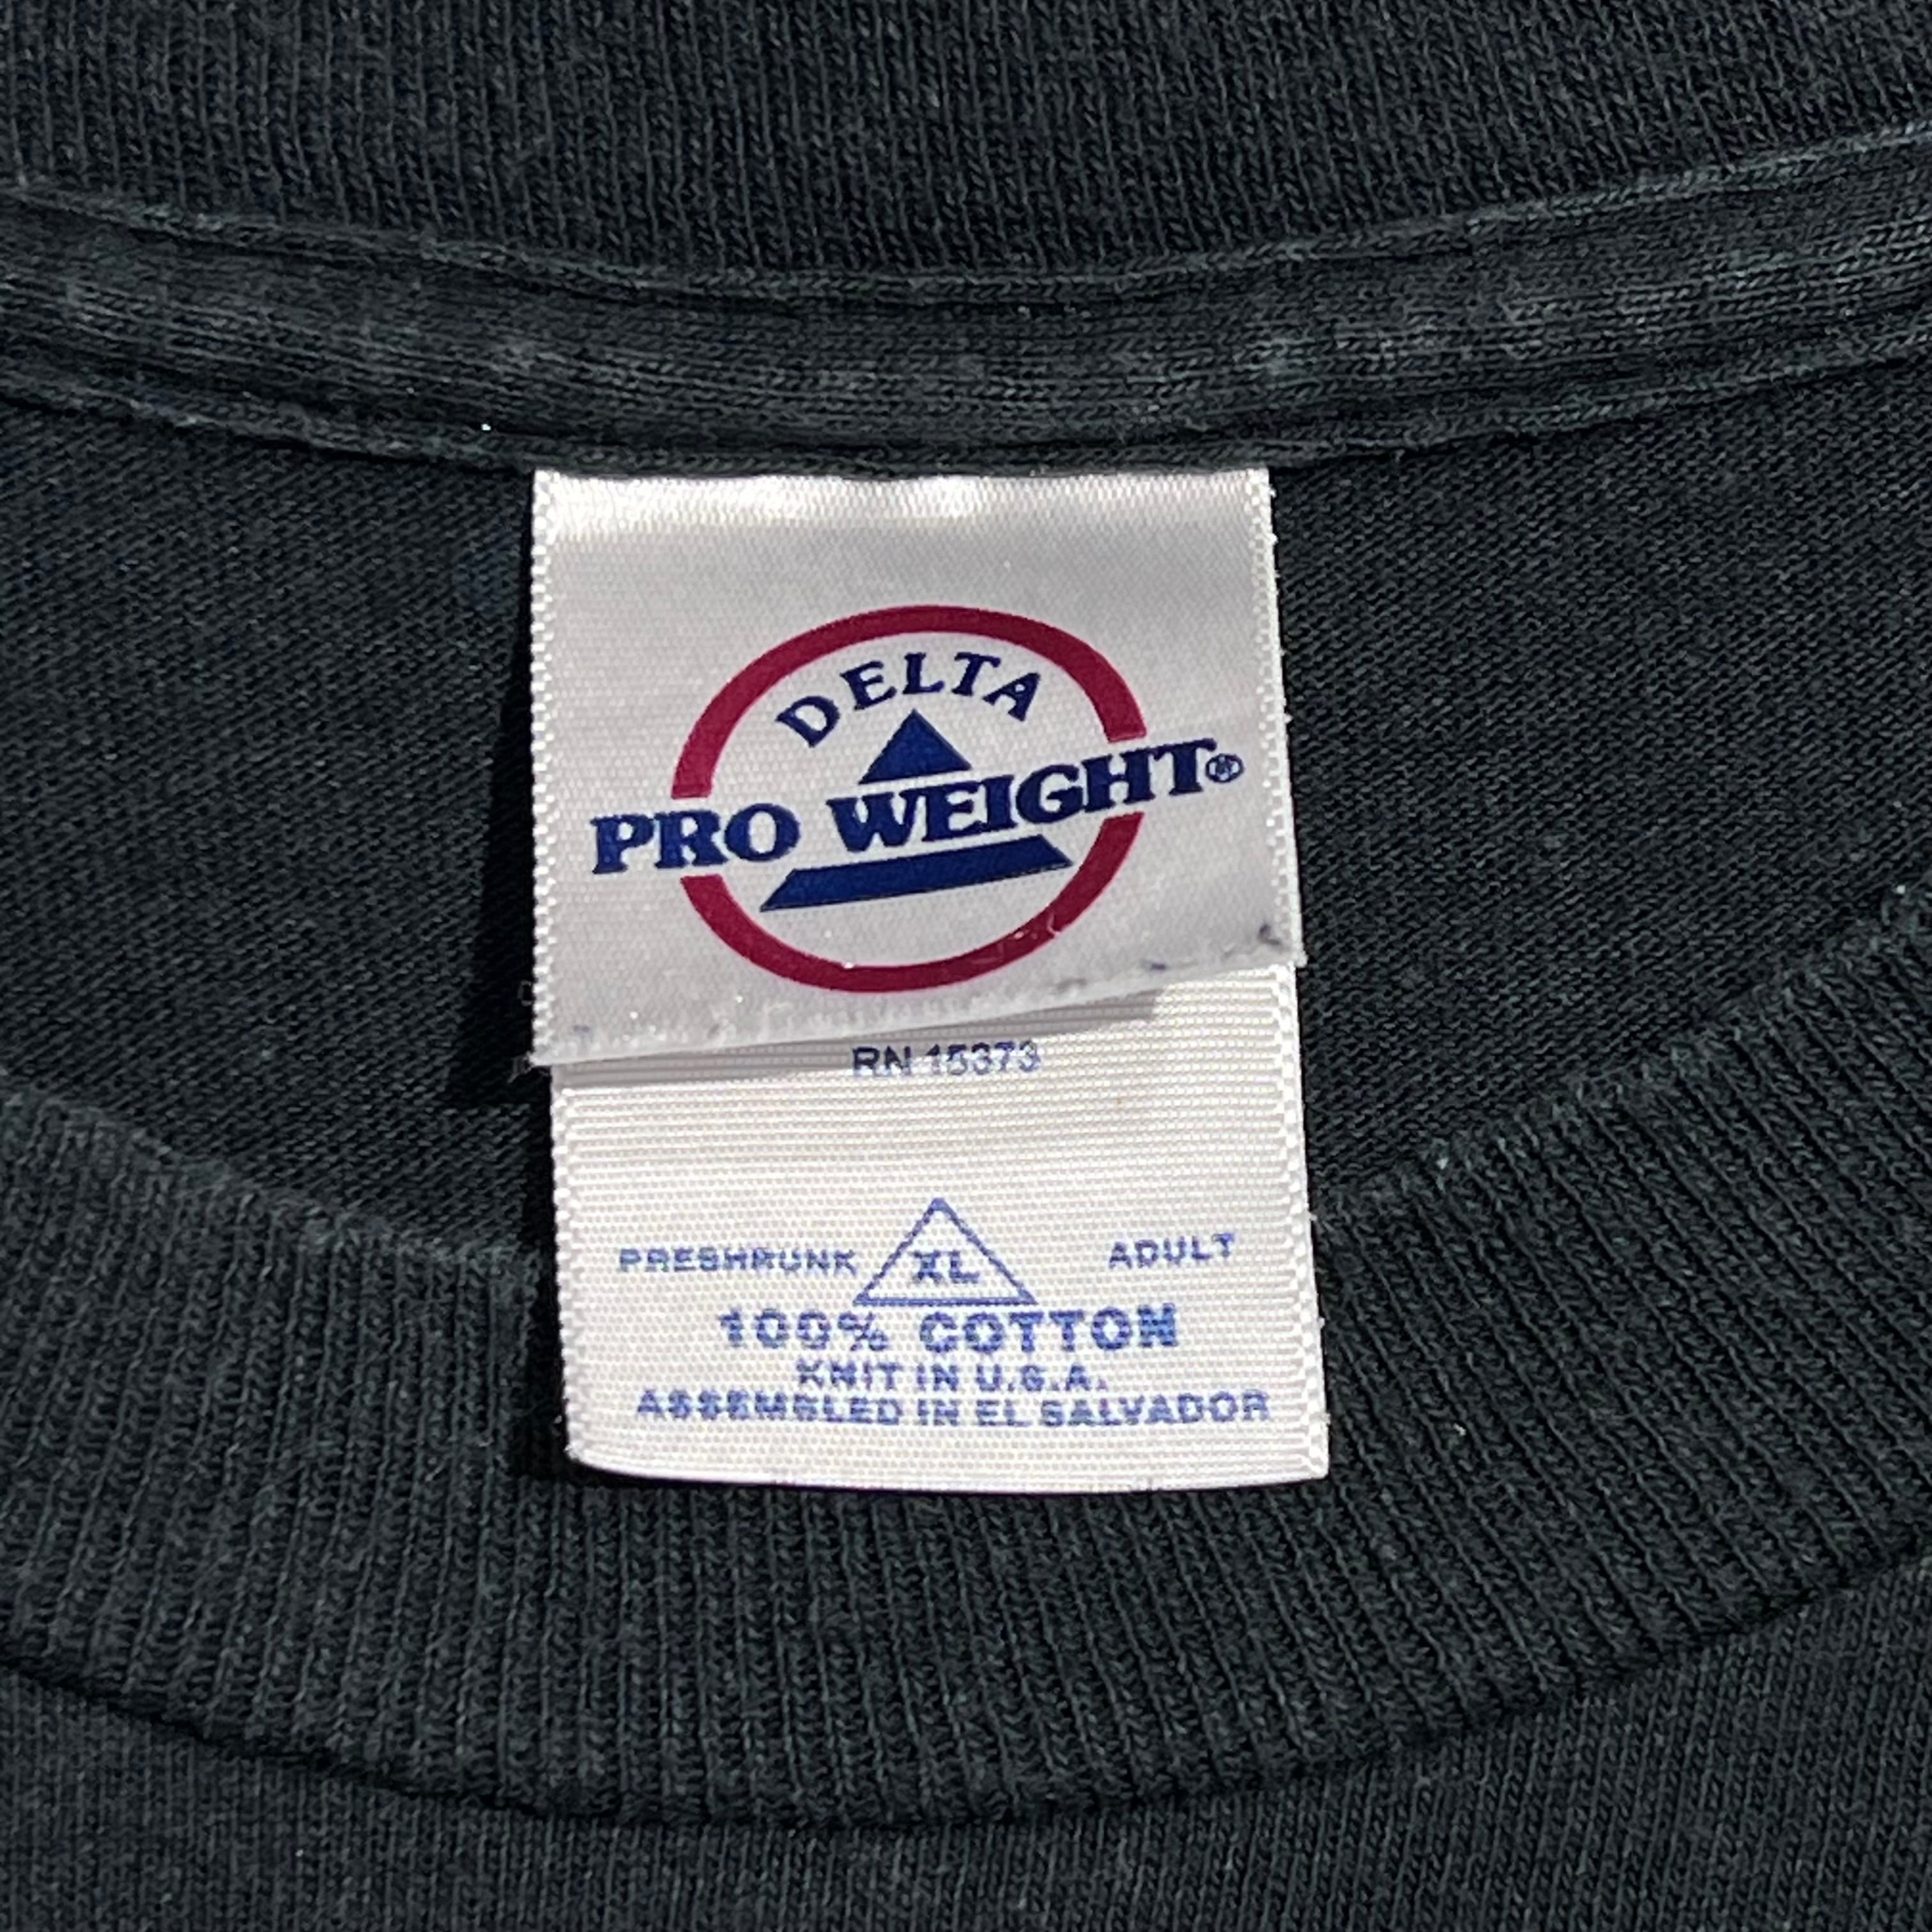 DELTA
PRO WEIGHT®
RN 15373
PRESHRUNK XL ADULT
100% COTTON
KNIT IN U.S.A.
ASSEMBLED IN EL SALVADOR